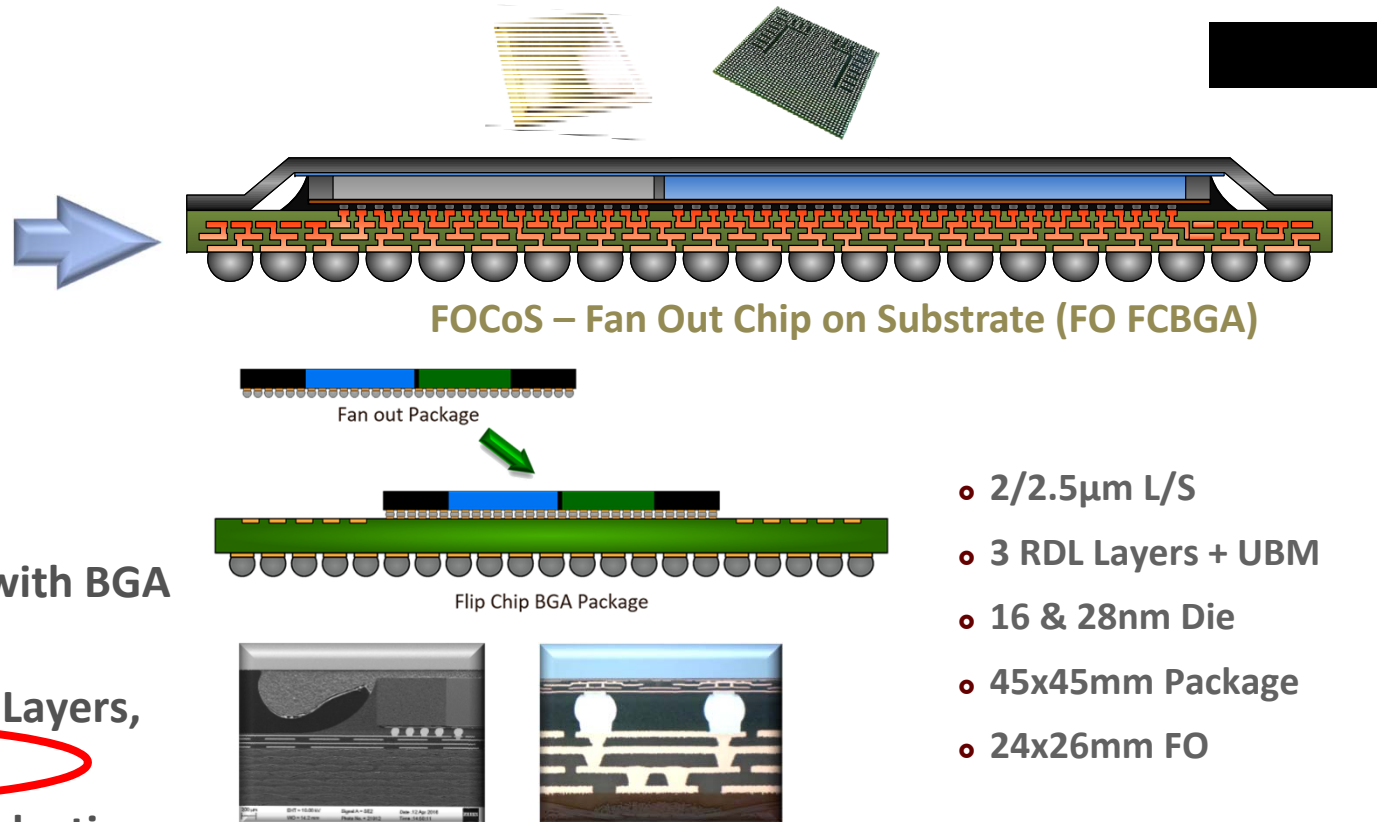 FOCoS – Fan Out Chip on Substrate (FO FCBGA)
Fan out Package
Flip Chip BGA Package
with BGA
Layers,
2/2.5µm L/S
3 RDL Layers + UBM
16 & 28nm Die
45x45mm Package
24x26mm FO